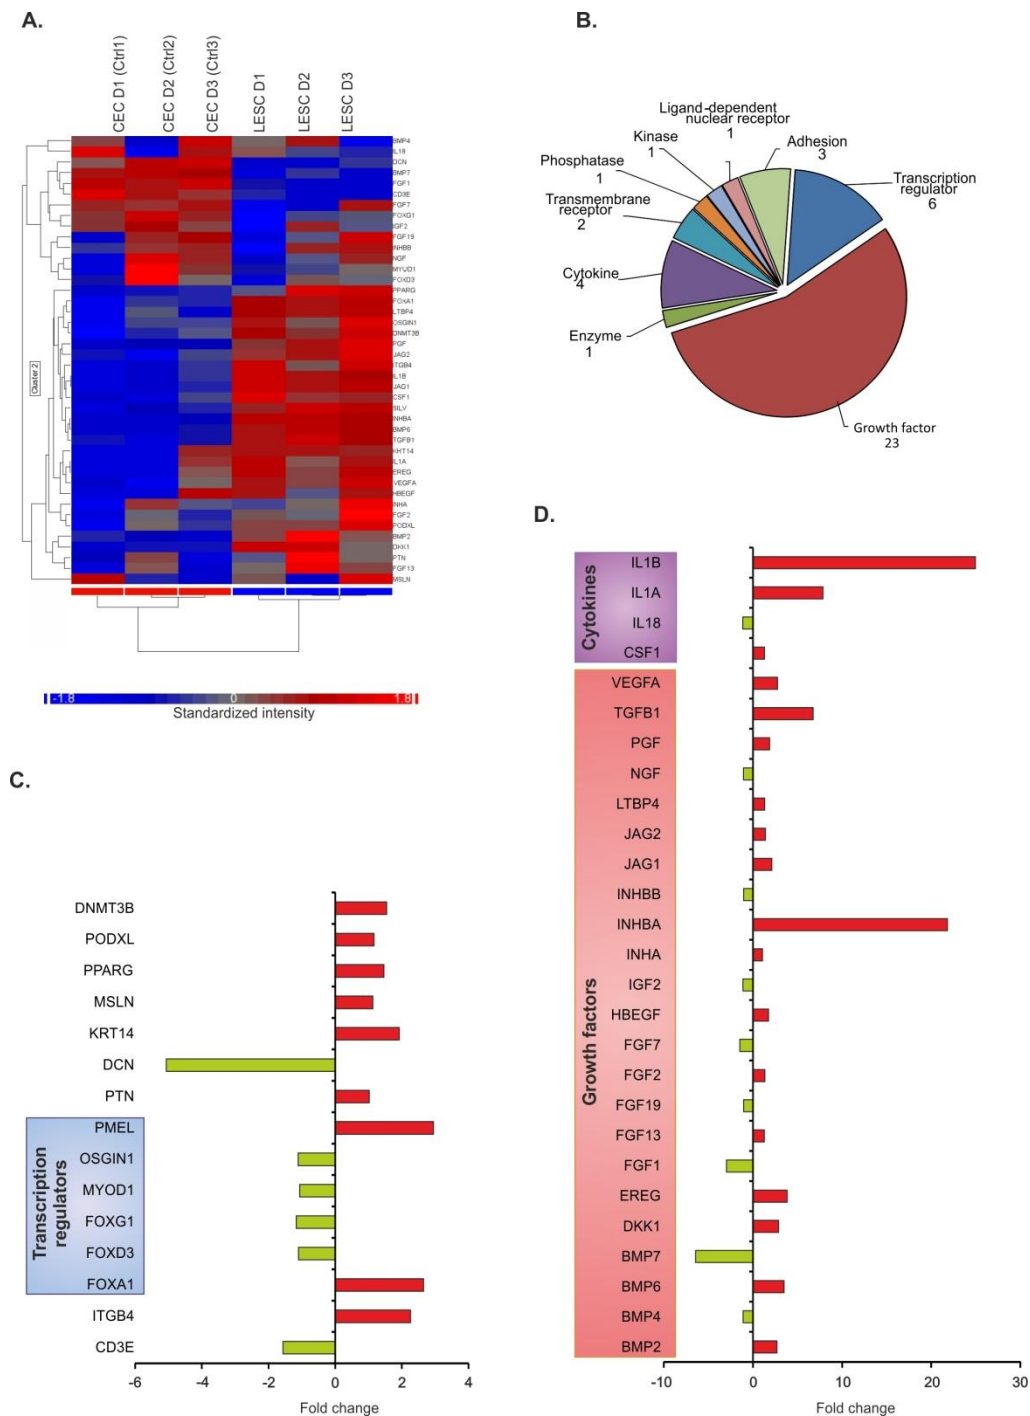 A.
CEC D1 (Ctrl1)
CEC D2 (Ctrl2)
CEC D3 (Ctrl3)
LESC D1
LESC D2
LESC D3
BMP4
IL18
DCN
BMP7
FGF1
CD3E
FGF7
FOXG1
IGF2
FGF19
INHBB
NGF
MYUD1
FOXD3
PPARG
FOXA1
LTBP4
OSGIN1
DNMT3B
PGF
JAG2
ITGB4
IL1B
JAG1
CSF1
SILV
INHBA
BMP6
TGFB1
KHT14
IL1A
EREG
VEGFA
HBEGF
INHA
FGF2
PODXL
BMP2
DKK1
PTN
FGF13
MSLN
Cluster 2
-1.8 0 1.8
Standardized intensity
B.
Ligand-dependent
nuclear receptor
1
Adhesion
3
Kinase
1
Phosphatase
1
Transcription
regulator
6
Transmembrane
receptor
2
Cytokine
4
Enzyme
1
Growth factor
23
C.
DNMT3B
PODXL
PPARG
MSLN
KRT14
DCN
PTN
PMEL
OSGIN1
MYOD1
FOXG1
FOXD3
FOXA1
ITGB4
CD3E
Transcription
regulators
-6 -4 -2 0 2 4
Fold change
D.
Cytokines
IL1B
IL1A
IL18
CSF1
Growth factors
VEGFA
TGFB1
PGF
NGF
LTBP4
JAG2
JAG1
INHBB
INHBA
INHA
IGF2
HBEGF
FGF7
FGF2
FGF19
FGF13
FGF1
EREG
DKK1
BMP7
BMP6
BMP4
BMP2
-10 0 10 20 30
Fold change